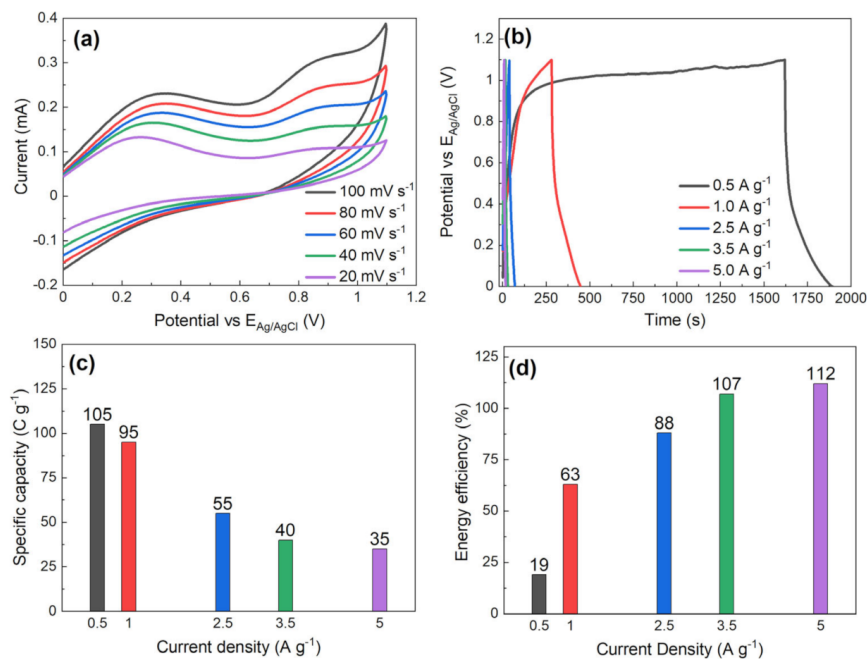 (a)
Current (mA)
0.4
0.3
0.2
0.1
0
-0.1
-0.2
100 mV s-1
80 mV s-1
60 mV s-1
40 mV s-1
20 mV s-1
0.0 0.2 0.4 0.6 0.8 1 1.2
Potential vs EAg/AgCl (V)
(b)
Potential vs EAg/AgCl (V)
1.2
1.0
0.8
0.6
0.4
0.2
0
0.5 A g-1
1.0 A g-1
2.5 A g-1
3.5 A g-1
5.0 A g-1
0 250 500 750 1000 1250 1500 1750 2000
Time (s)
(c)
Specific capacity (C g-1)
150
125
100
75
50
25
0
105
95
55
40
35
0.5 1 2.5 3.5 5
Current density (A g-1)
(d)
Energy efficiency (%)
125
100
75
50
25
0
19
63
88
107
112
0.5 1 2.5 3.5 5
Current Density (A g-1)